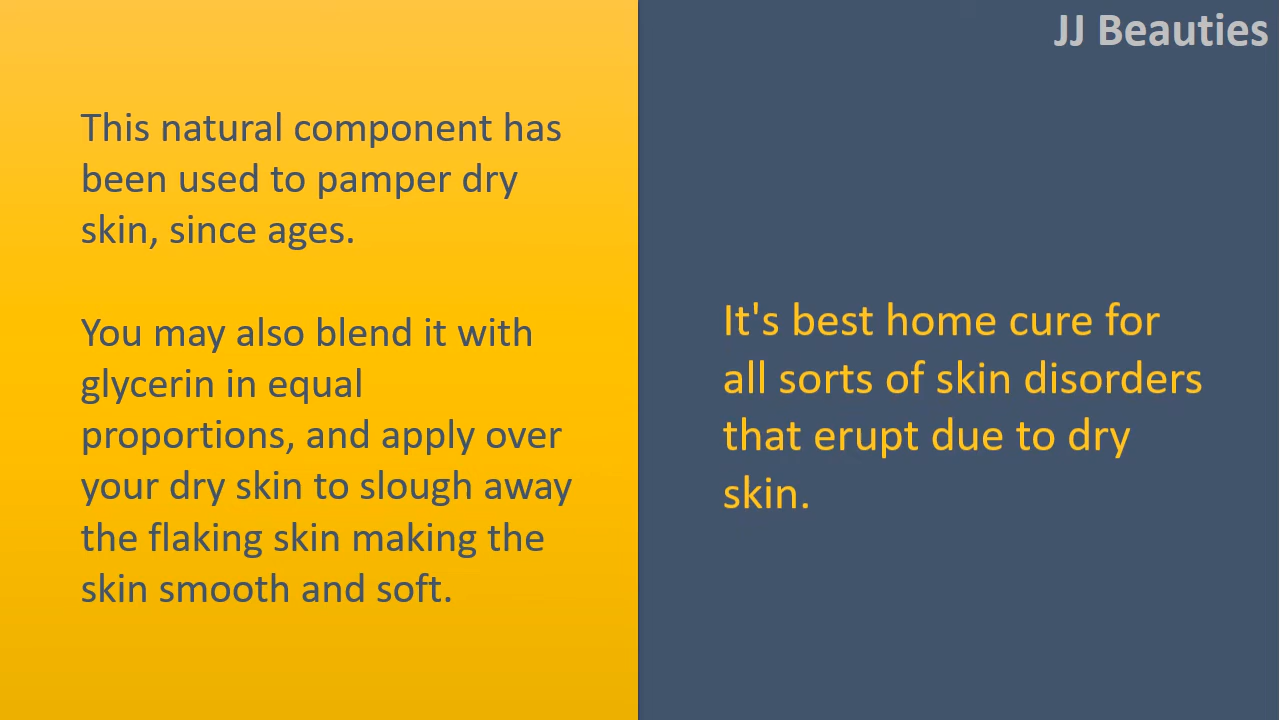 JJ Beauties
This natural component has
been used to pamper dry
skin, since ages.
You may also blend it with
glycerin in equal
proportions, and apply over
your dry skin to slough away
the flaking skin making the
skin smooth and soft.
It's best home cure for
all sorts of skin disorders
that erupt due to dry
skin.